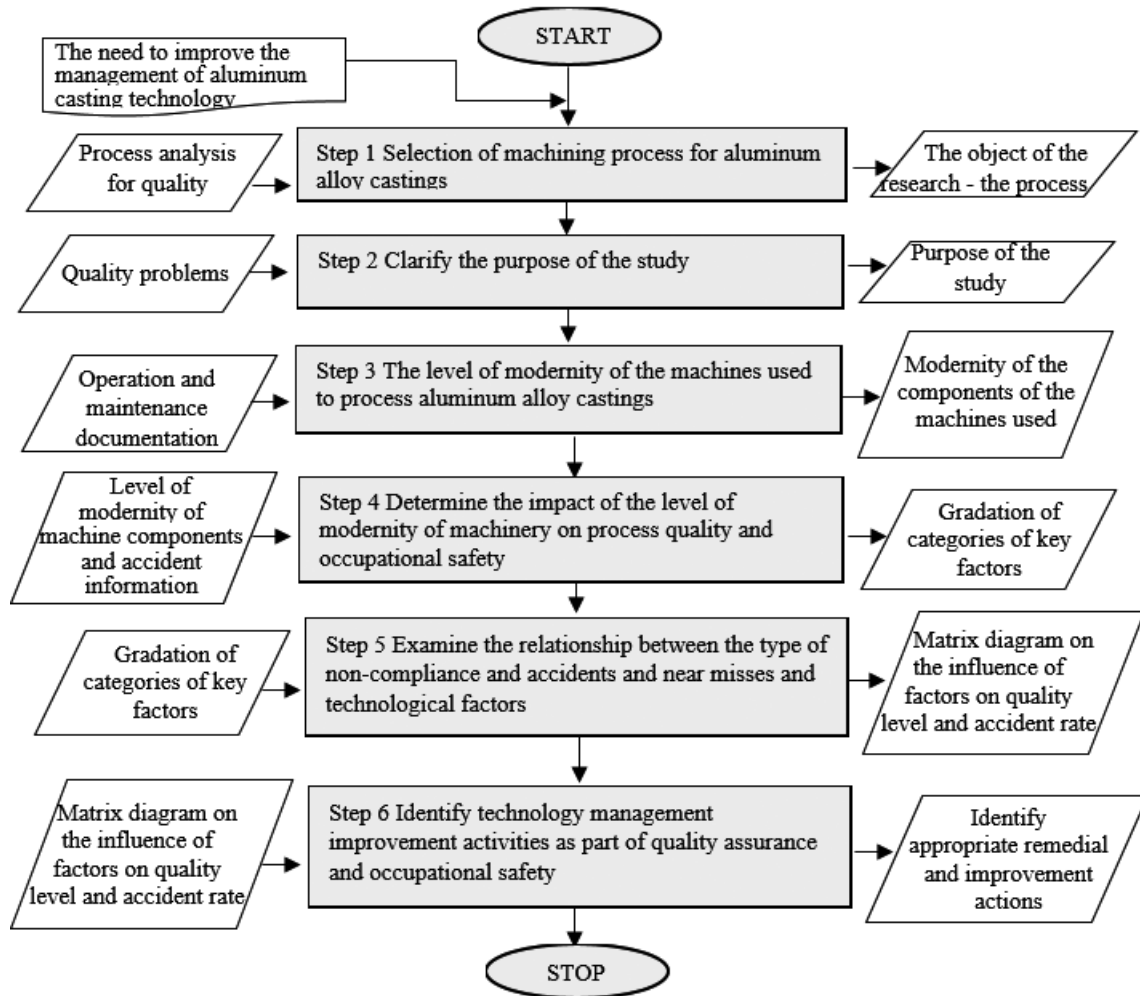 START
The need to improve the
management of aluminum
casting technology
Process analysis
for quality
Step 1 Selection of machining process for aluminum
alloy castings
The object of the
research - the process
Quality problems
Step 2 Clarify the purpose of the study
Purpose of the
study
Operation and
maintenance
documentation
Step 3 The level of modernity of the machines used
to process aluminum alloy castings
Modernity of the
components of the
machines used
Level of
modernity of
machine components
and accident
information
Step 4 Determine the impact of the level of
modernity of machinery on process quality and
occupational safety
Gradation of
categories of key
factors
Gradation of
categories of key
factors
Step 5 Examine the relationship between the type of
non-compliance and accidents and near misses and
technological factors
Matrix diagram on
the influence of
factors on quality
level and accident rate
Matrix diagram on
the influence of
factors on quality
level and accident rate
Step 6 Identify technology management
improvement activities as part of quality assurance
and occupational safety
Identify
appropriate remedial
and improvement
actions
STOP